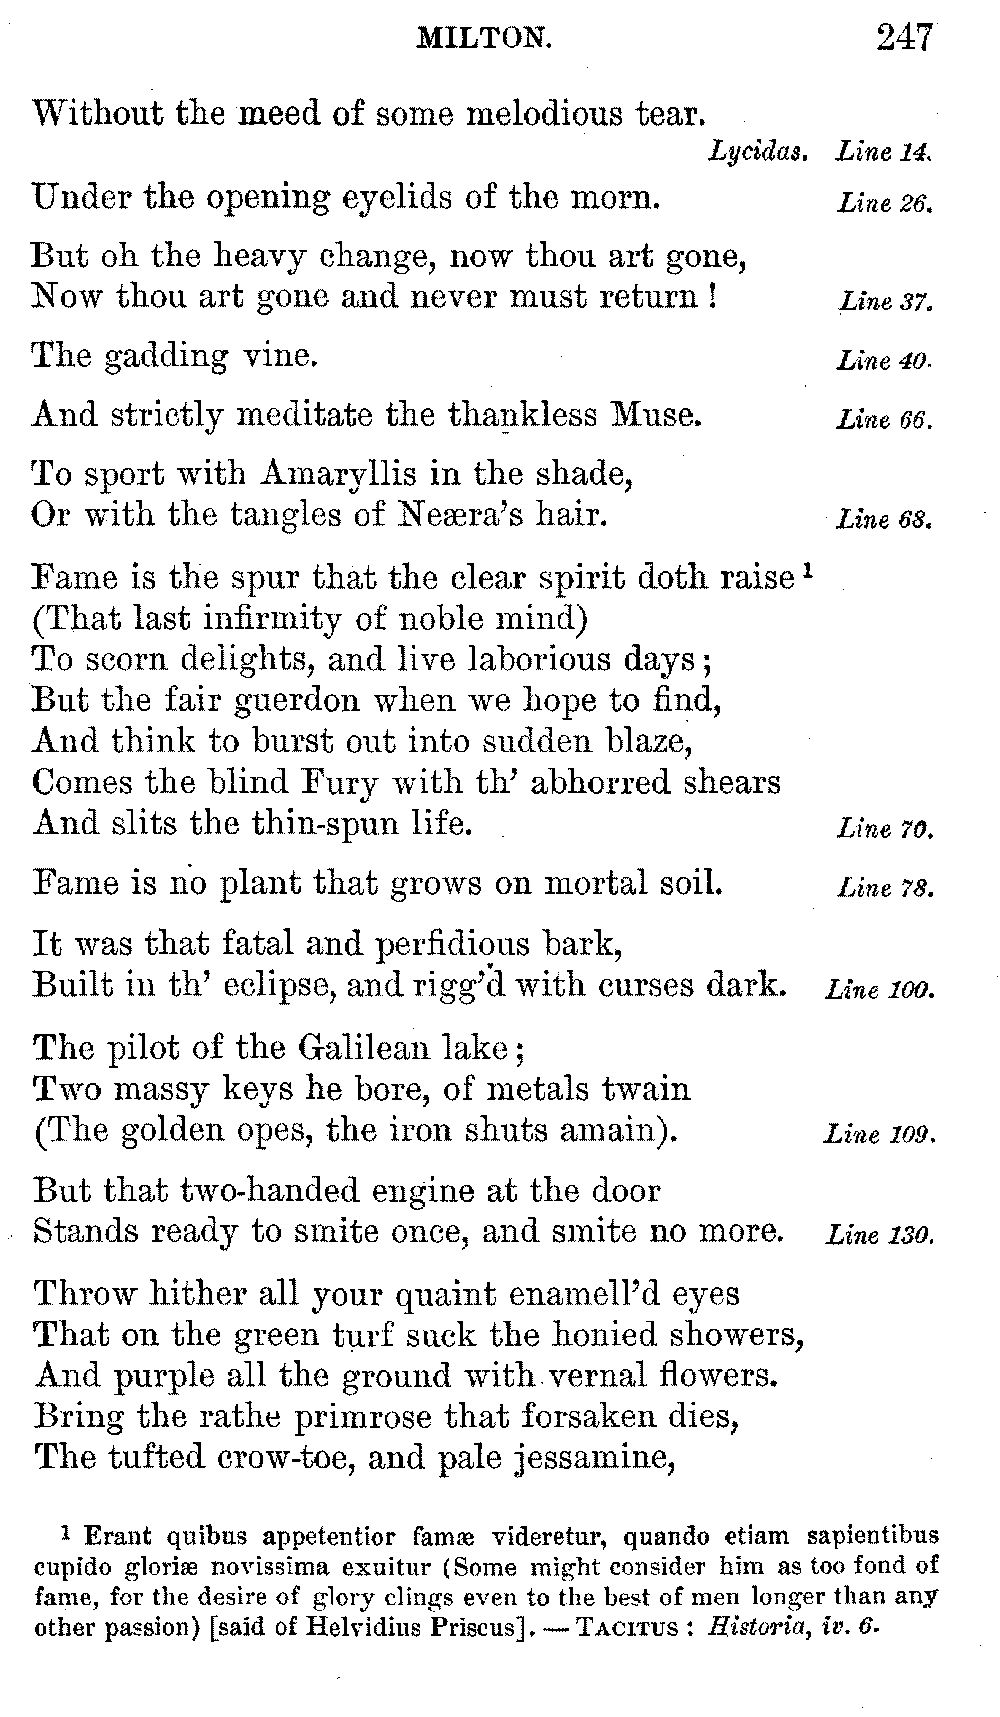 MILTON. 247
Without the meed of some melodious tear.
Lycidas. Line 14.
Under the opening eyelids of the morn. Line 26.
But oh the heavy change, now thou art gone,
Now thou art gone and never must return ! Line 37.
The gadding vine. Line 40.
And strictly meditate the thankless Muse. Line 66.
To sport with Amaryllis in the shade,
Or with the tangles of Neæra's hair. Line 68.
Fame is the spur that the clear spirit doth raise ¹
(That last infirmity of noble mind)
To scorn delights, and live laborious days ;
But the fair guerdon when we hope to find,
And think to burst out into sudden blaze,
Comes the blind Fury with th' abhorred shears
And slits the thin-spun life. Line 70.
Fame is no plant that grows on mortal soil. Line 78.
It was that fatal and perfidious bark,
Built in th' eclipse, and rigg'd with curses dark. Line 100.
The pilot of the Galilean lake ;
Two massy keys he bore, of metals twain
(The golden opes, the iron shuts amain). Line 109.
But that two-handed engine at the door
Stands ready to smite once, and smite no more. Line 130.
Throw hither all your quaint enamell'd eyes
That on the green turf suck the honied showers,
And purple all the ground with vernal flowers.
Bring the rathe primrose that forsaken dies,
The tufted crow-toe, and pale jessamine,
¹ Erant quibus appetentior famæ videretur, quando etiam sapientibus
cupido gloriæ novissima exuitur (Some might consider him as too fond of
fame, for the desire of glory clings even to the best of men longer than any
other passion) [said of Helvidius Priscus]. — TACITUS : Historia, iv. 6.